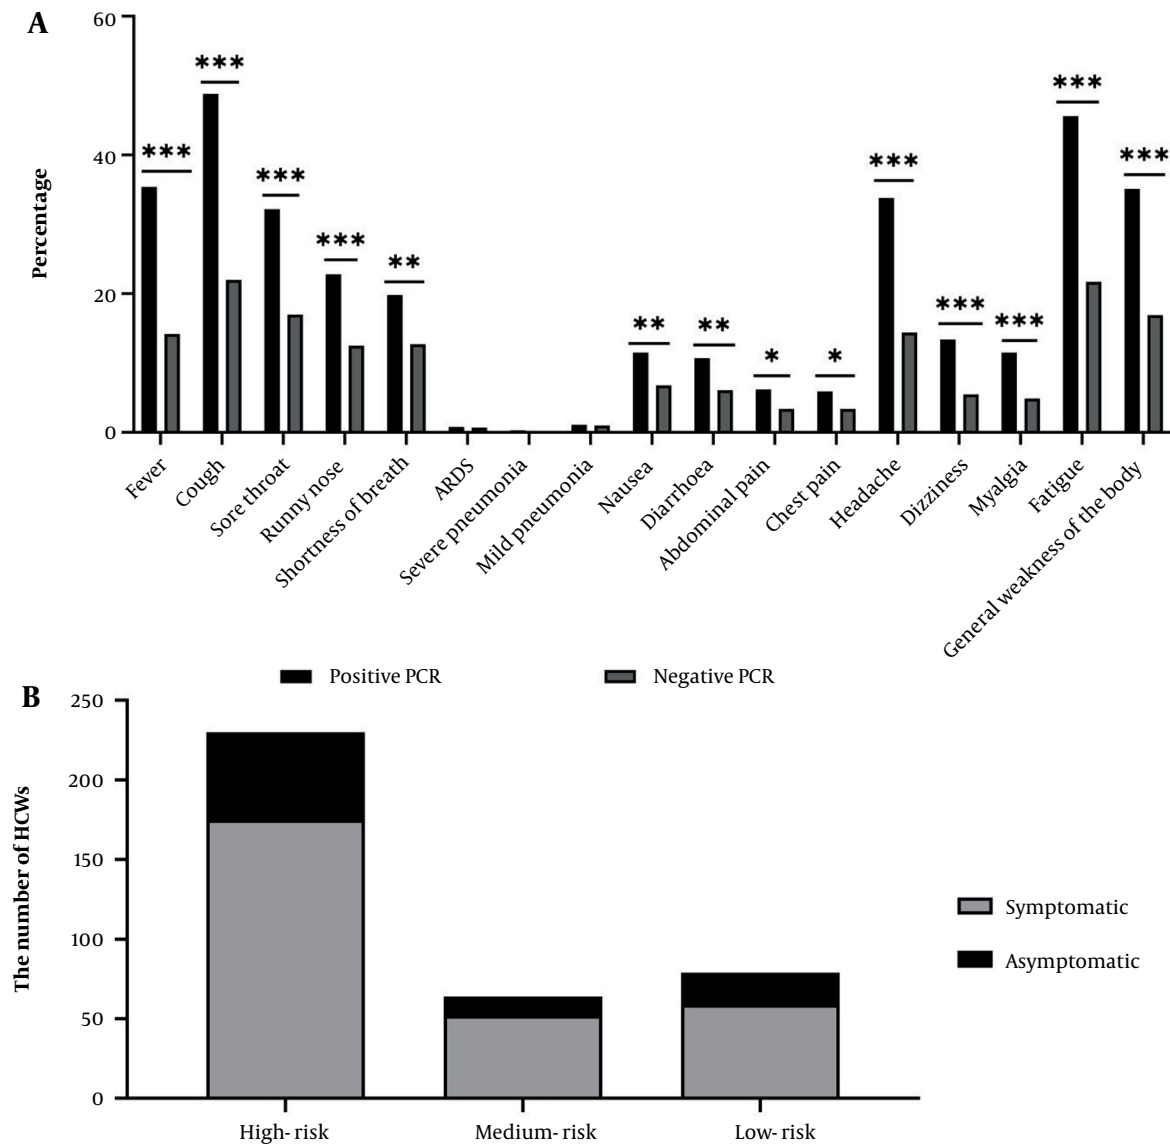 A
Percentage
60
40
20
0
***
***
***
***
**
**
**
*
*
***
***
***
***
***
Fever
Cough
Sore throat
Runny nose
Shortness of breath
ARDS
Severe pneumonia
Mild pneumonia
Nausea
Diarrhoea
Abdominal pain
Chest pain
Headache
Dizziness
Myalgia
Fatigue
General weakness of the body
Positive PCR
Negative PCR
B
The number of HCWs
250
200
150
100
50
0
High- risk
Medium- risk
Low- risk
Symptomatic
Asymptomatic